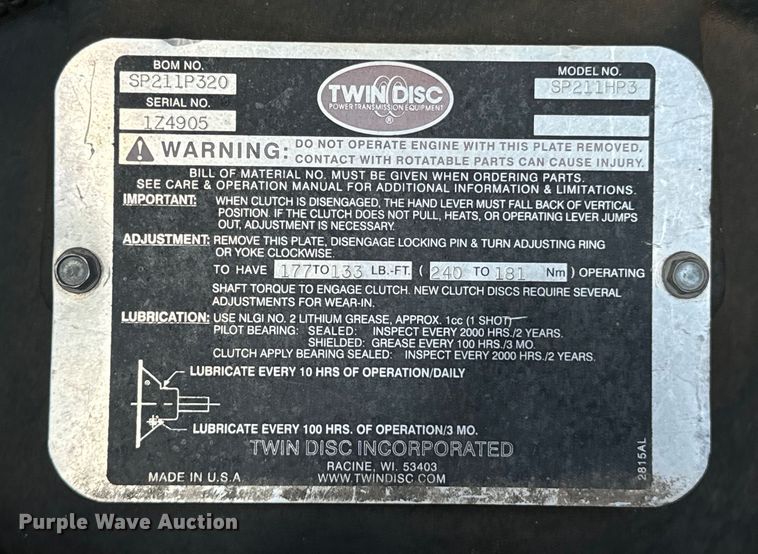 BOM NO.
SP211P320
SERIAL NO.
1Z4905
TWIN DISC
POWER TRANSMISSION EQUIPMENT
®
MODEL NO.
SP211HP3
WARNING: DO NOT OPERATE ENGINE WITH THIS PLATE REMOVED.
CONTACT WITH ROTATABLE PARTS CAN CAUSE INJURY.
BILL OF MATERIAL NO. MUST BE GIVEN WHEN ORDERING PARTS.
SEE CARE & OPERATION MANUAL FOR ADDITIONAL INFORMATION & LIMITATIONS.
IMPORTANT: WHEN CLUTCH IS DISENGAGED, THE HAND LEVER MUST FALL BACK OF VERTICAL
POSITION. IF THE CLUTCH DOES NOT PULL, HEATS, OR OPERATING LEVER JUMPS
OUT, ADJUSTMENT IS NECESSARY.
ADJUSTMENT: REMOVE THIS PLATE, DISENGAGE LOCKING PIN & TURN ADJUSTING RING
OR YOKE CLOCKWISE.
TO HAVE 177 TO 133 LB.-FT. ( 240 TO 181 Nm ) OPERATING
SHAFT TORQUE TO ENGAGE CLUTCH. NEW CLUTCH DISCS REQUIRE SEVERAL
ADJUSTMENTS FOR WEAR-IN.
LUBRICATION: USE NLGI NO. 2 LITHIUM GREASE, APPROX. 1cc (1 SHOT)
PILOT BEARING: SEALED: INSPECT EVERY 2000 HRS./2 YEARS.
SHIELDED: GREASE EVERY 100 HRS./3 MO.
CLUTCH APPLY BEARING SEALED: INSPECT EVERY 2000 HRS./2 YEARS.
LUBRICATE EVERY 10 HRS OF OPERATION/DAILY
LUBRICATE EVERY 100 HRS. OF OPERATION/3 MO.
TWIN DISC INCORPORATED
RACINE, WI. 53403
MADE IN U.S.A
WWW.TWINDISC.COM
2815AL
Purple Wave Auction